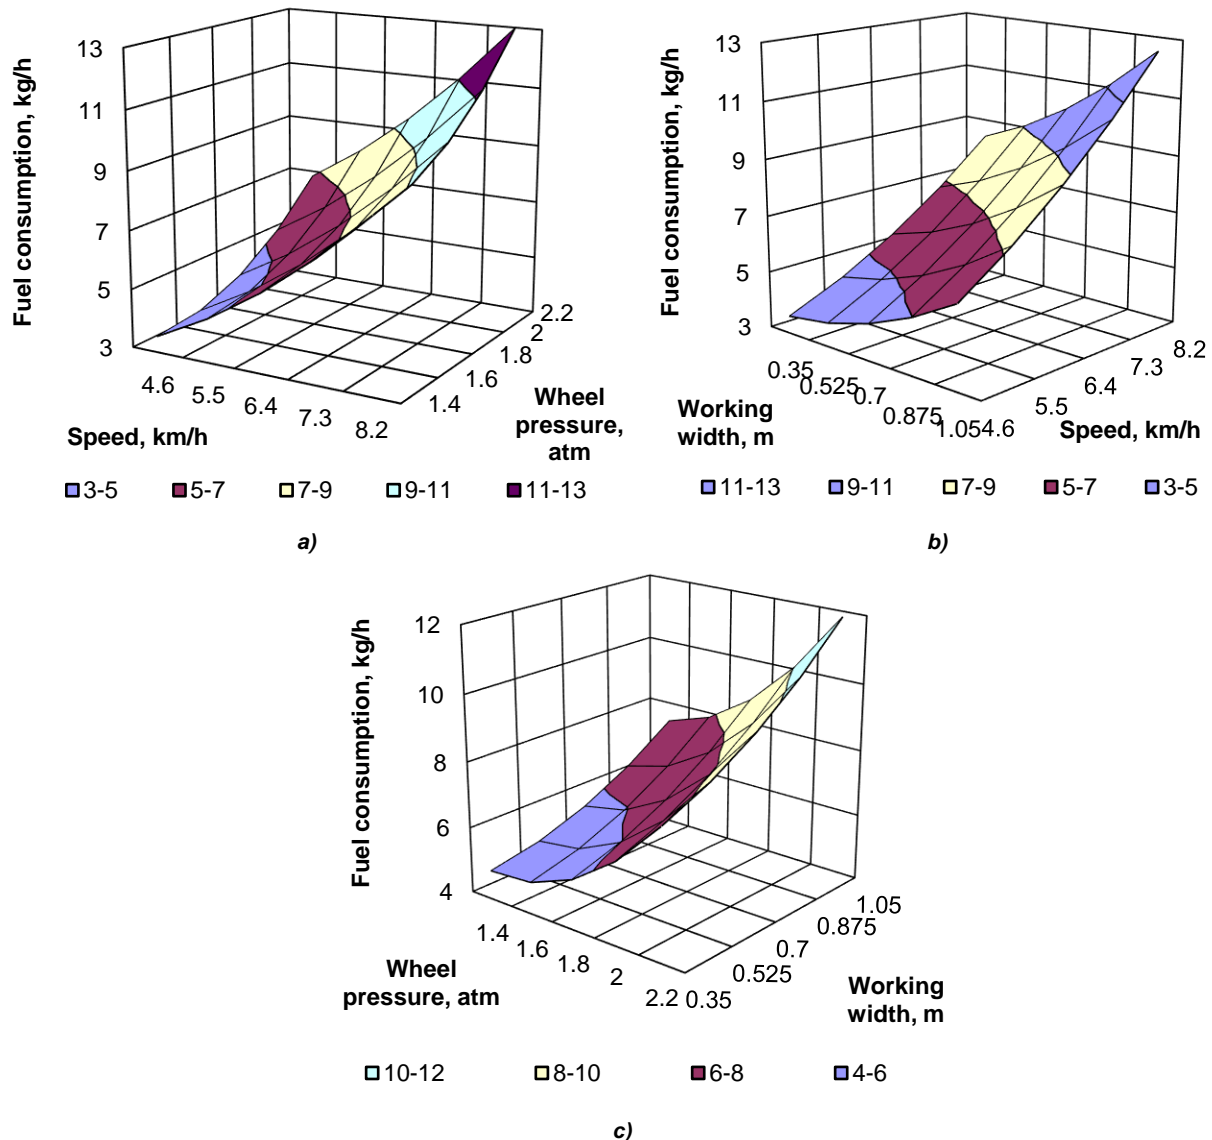 Fuel consumption, kg/h
13
11
9
7
5
3
4.6
5.5
6.4
7.3
8.2
1.4
1.6
1.8
2
2.2
Speed, km/h
Wheel
pressure,
atm
3-5 5-7 7-9 9-11 11-13
a)
Fuel consumption, kg/h
13
11
9
7
5
3
0.35
0.525
0.7
0.875
1.05
4.6
5.5
6.4
7.3
8.2
Working
width, m
Speed, km/h
11-13 9-11 7-9 5-7 3-5
b)
Fuel consumption, kg/h
12
10
8
6
4
1.4
1.6
1.8
2
2.2
0.35
0.525
0.7
0.875
1.05
Wheel
pressure, atm
Working
width, m
10-12 8-10 6-8 4-6
c)